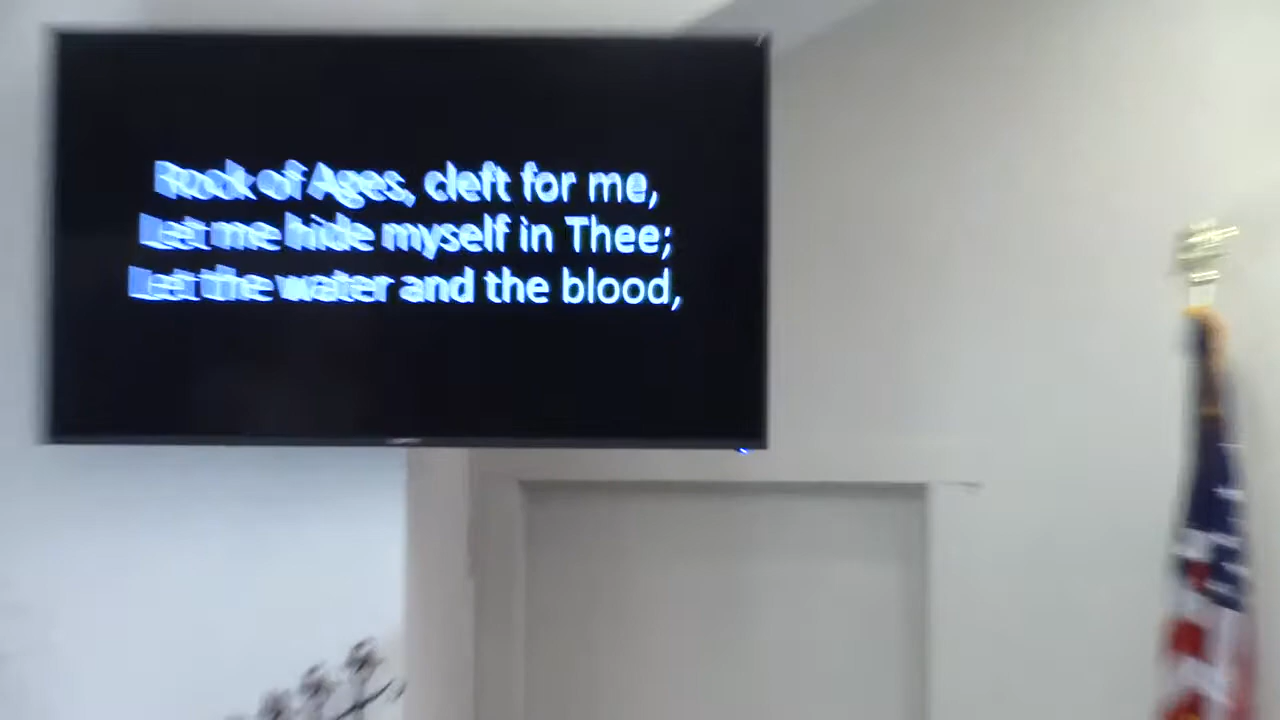 Rock of Ages, cleft for me,
Let me hide myself in Thee;
Let the water and the blood,